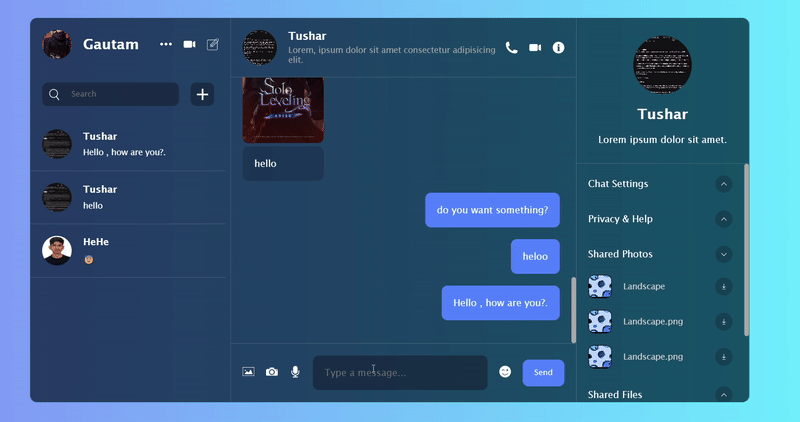 Gautam
Search
Tushar
Hello , how are you?.
Tushar
hello
HeHe
Tushar
Lorem, ipsum dolor sit amet consectetur adipisicing
elit.
Solo
Leveling
hello
do you want something?
heloo
Hello , how are you?.
Type a message...
Send
Tushar
Lorem ipsum dolor sit amet.
Chat Settings
Privacy & Help
Shared Photos
Landscape
Landscape.png
Landscape.png
Shared Files